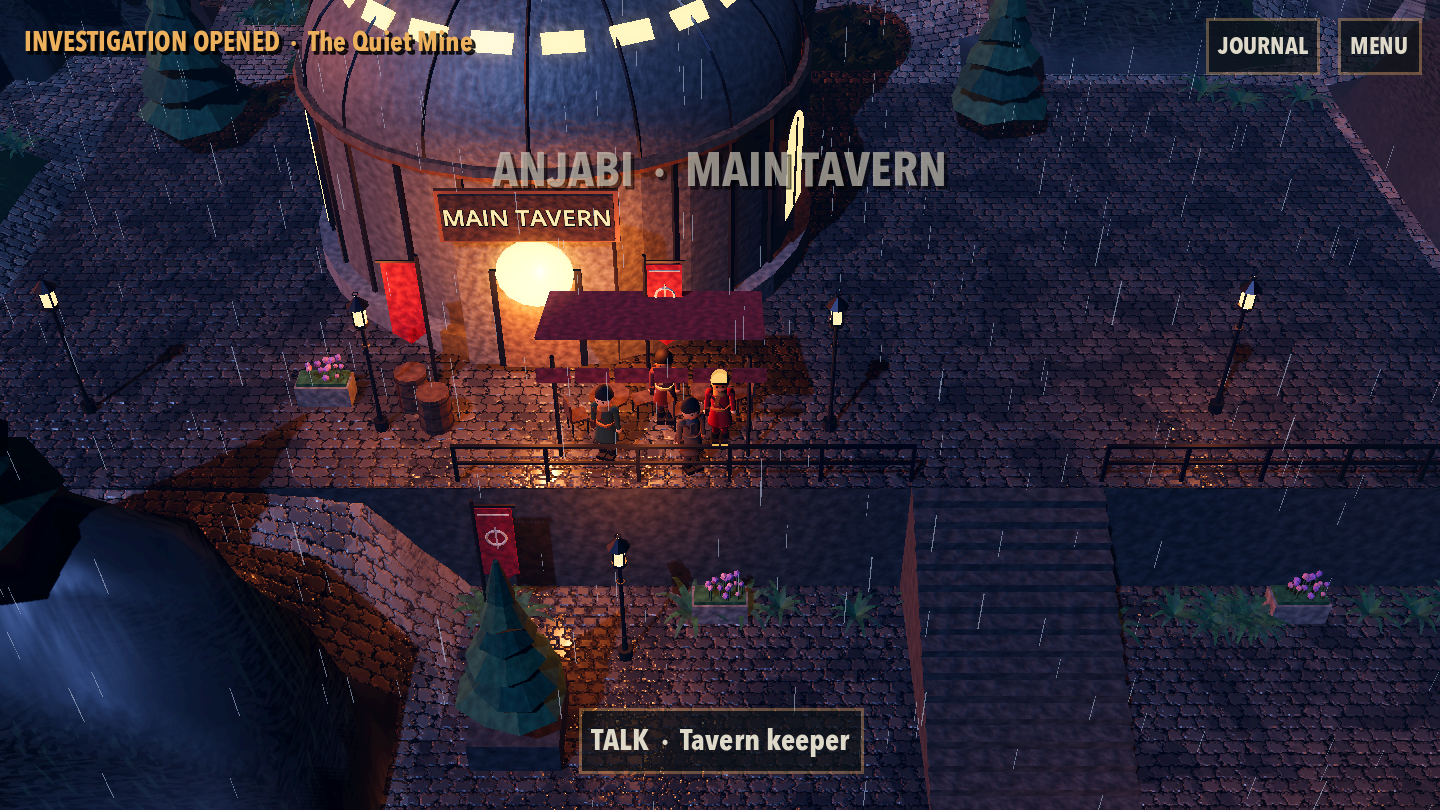 INVESTIGATION OPENED · The Quiet Mine
JOURNAL
MENU
ANJABI · MAIN TAVERN
MAIN TAVERN
TALK · Tavern keeper